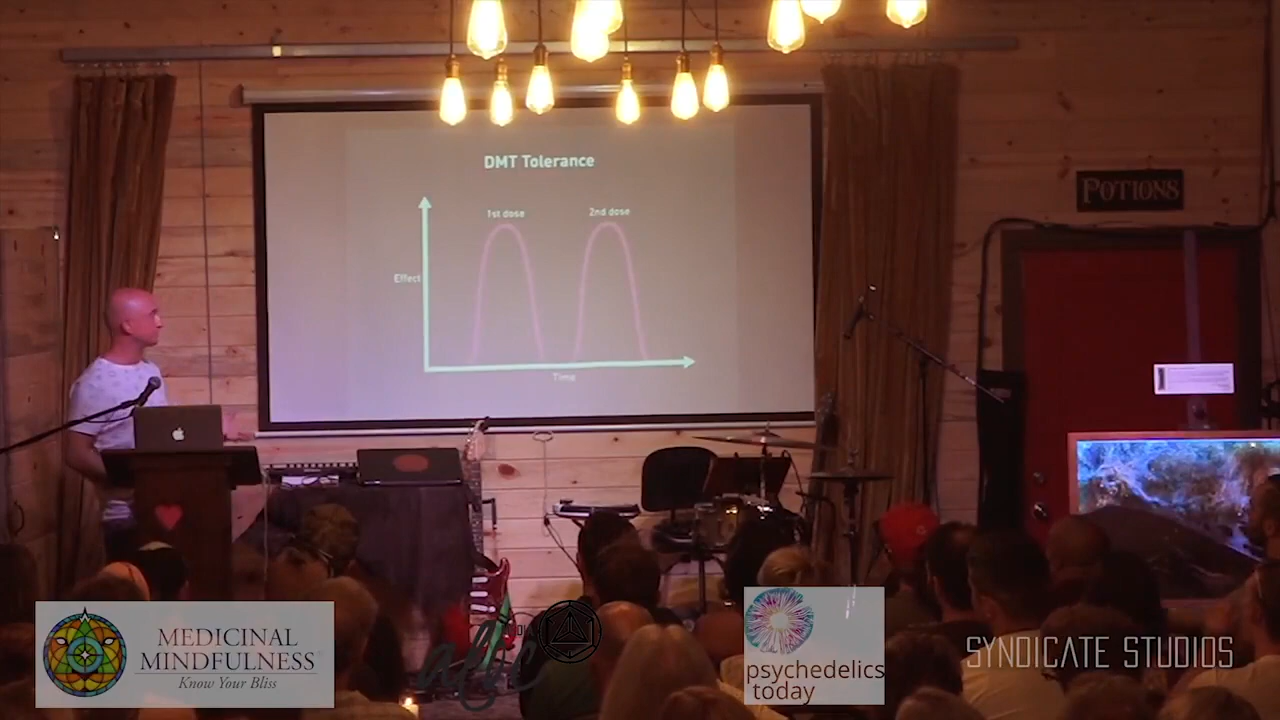 DMT Tolerance
1st dose
2nd dose
Effect
Time
POTIONS
MEDICINAL
MINDFULNESS
Know Your Bliss
psychedelics
today
SYNDICATE STUDIOS